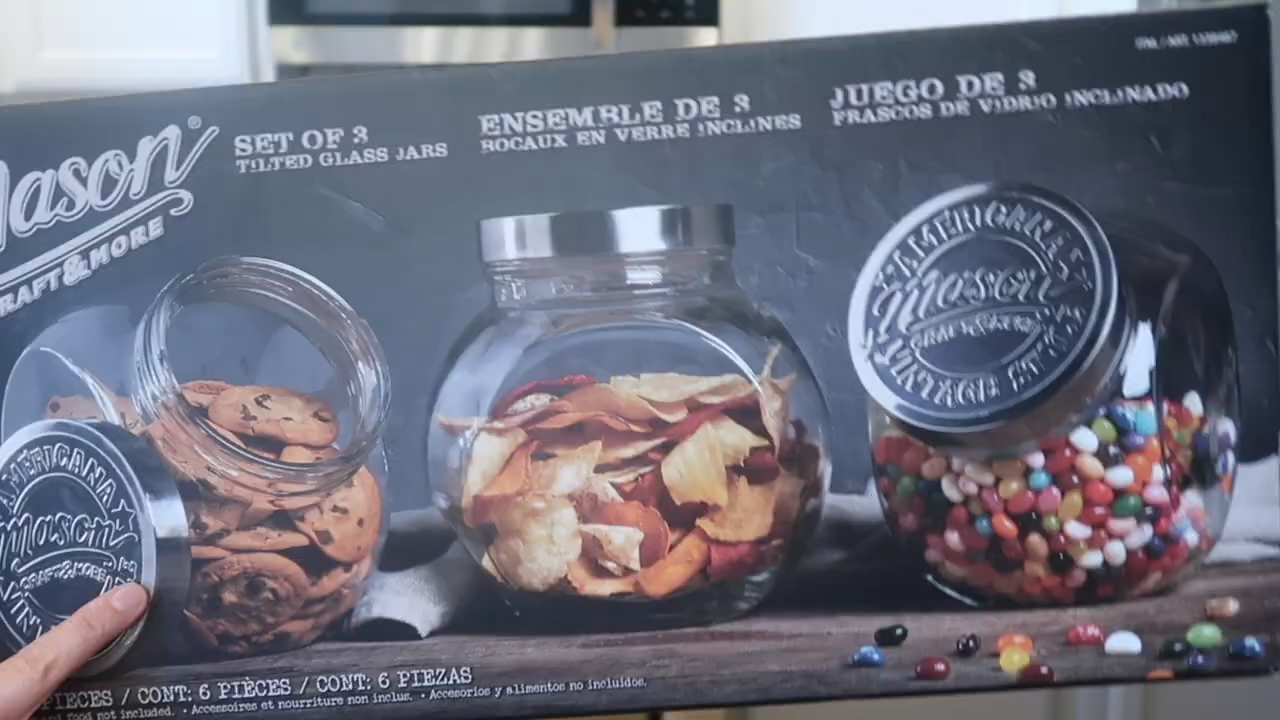 Mason®
CRAFT&MORE
SET OF 3
TILTED GLASS JARS
ENSEMBLE DE 3
BOCAUX EN VERRE INCLINES
JUEGO DE 3
FRASCOS DE VIDRIO INCLINADO
ITM. / ART.
AMERICANA
Mason
CRAFT&MORE
VINTAGE
AMERICANA
Mason
CRAFT&MORE
PIECES / CONT: 6 PIÈCES / CONT: 6 PIEZAS
food not included. • Accessoires et nourriture non inclus. • Accesorios y alimentos no incluidos.